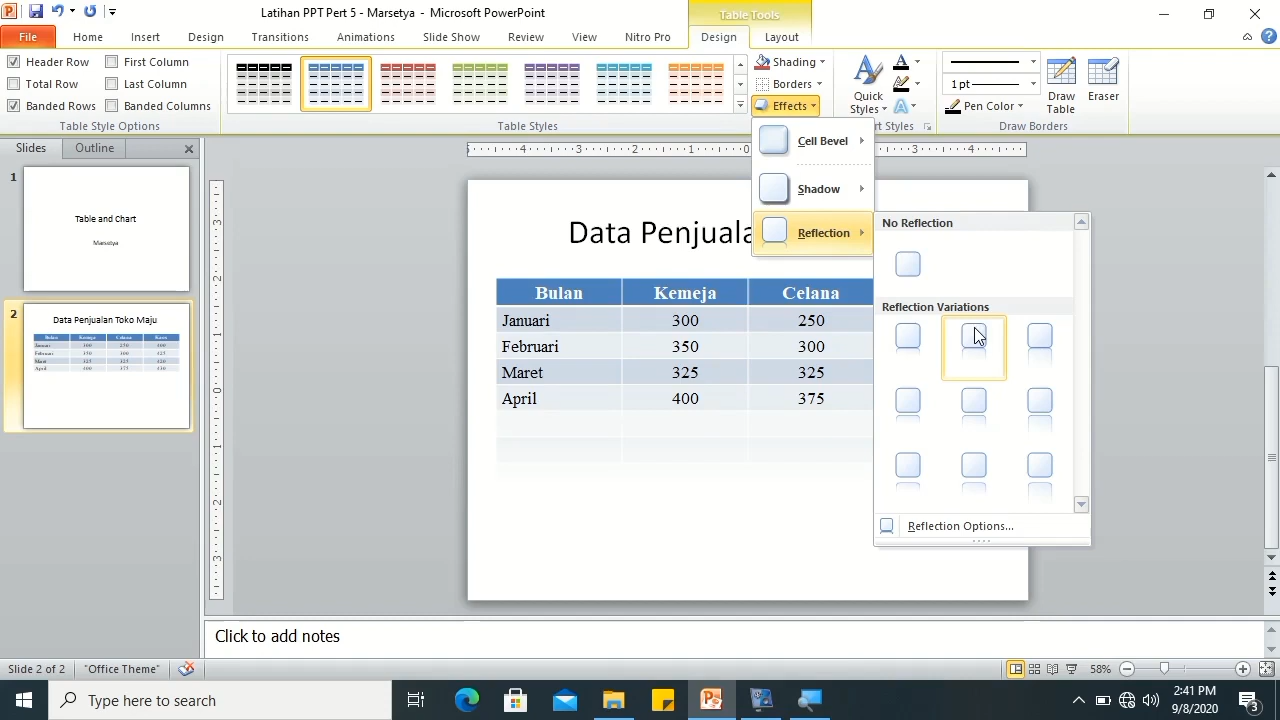 Latihan PPT Pert 5 - Marsetya - Microsoft PowerPoint
Table Tools
File Home Insert Design Transitions Animations Slide Show Review View Nitro Pro Design Layout
Header Row First Column
Total Row Last Column
Banded Rows Banded Columns
Table Style Options
Table Styles
Shading
Borders
Effects
Quick
Styles
1 pt
Pen Color
Draw
Table
Eraser
Draw Borders
Slides Outline
Cell Bevel
Shadow
Reflection
No Reflection
Reflection Variations
Reflection Options...
1
Table and Chart
Marsetya
2
Data Penjualan Toko Maju
Bulan Kemeja Celana
Januari 300 250
Februari 350 300
Maret 325 325
April 400 375
Click to add notes
Slide 2 of 2 "Office Theme" 58%
Type here to search
2:41 PM
9/8/2020
3